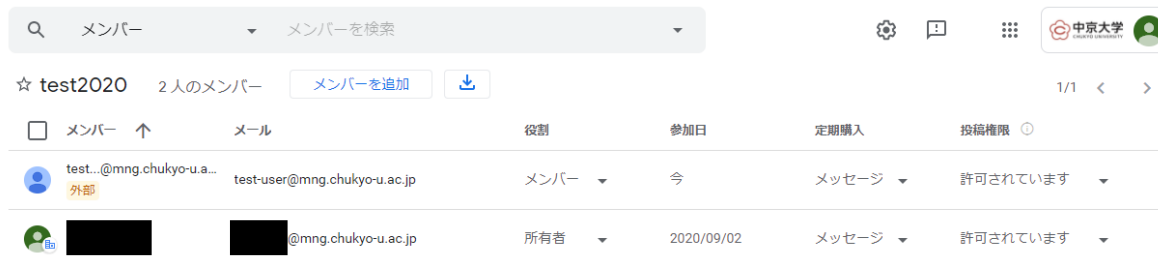 メンバー メンバーを検索 中京大学 CHUKYO UNIVERSITY
test2020 2 人のメンバー メンバーを追加 1/1
メンバー メール 役割 参加日 定期購入 投稿権限
test...@mng.chukyo-u.a... test-user@mng.chukyo-u.ac.jp メンバー 今 メッセージ 許可されています
外部
@mng.chukyo-u.ac.jp 所有者 2020/09/02 メッセージ 許可されています